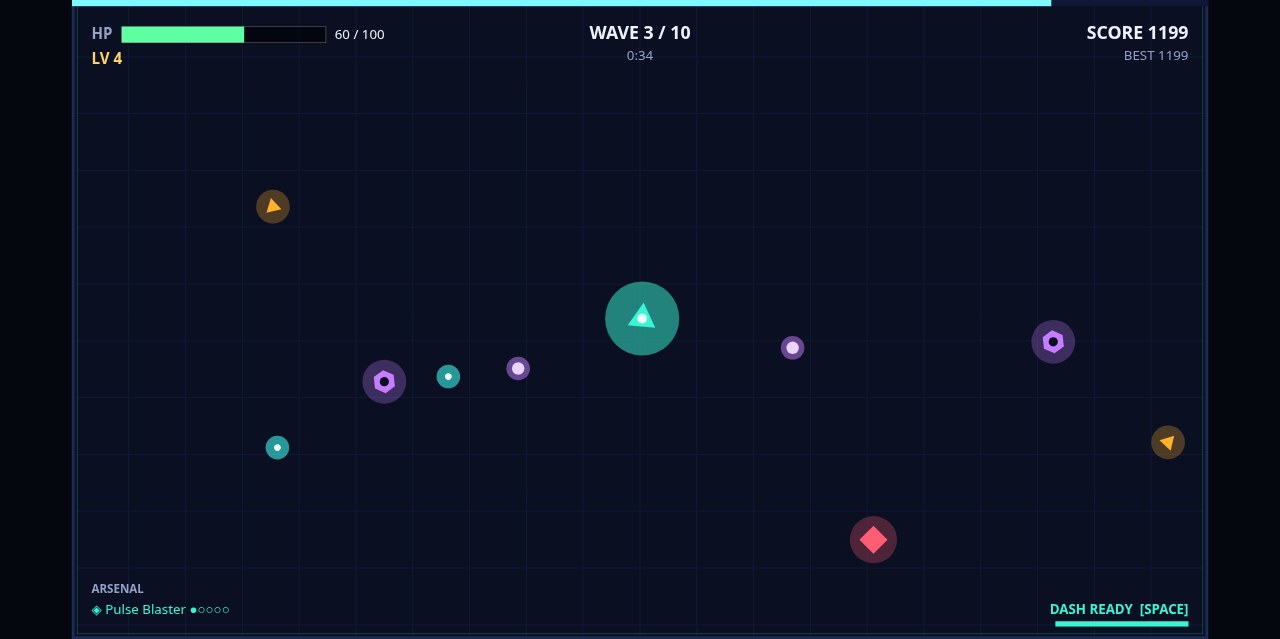 HP 60 / 100
LV 4
WAVE 3 / 10
0:34
SCORE 1199
BEST 1199
ARSENAL
◈ Pulse Blaster ●○○○○
DASH READY [SPACE]